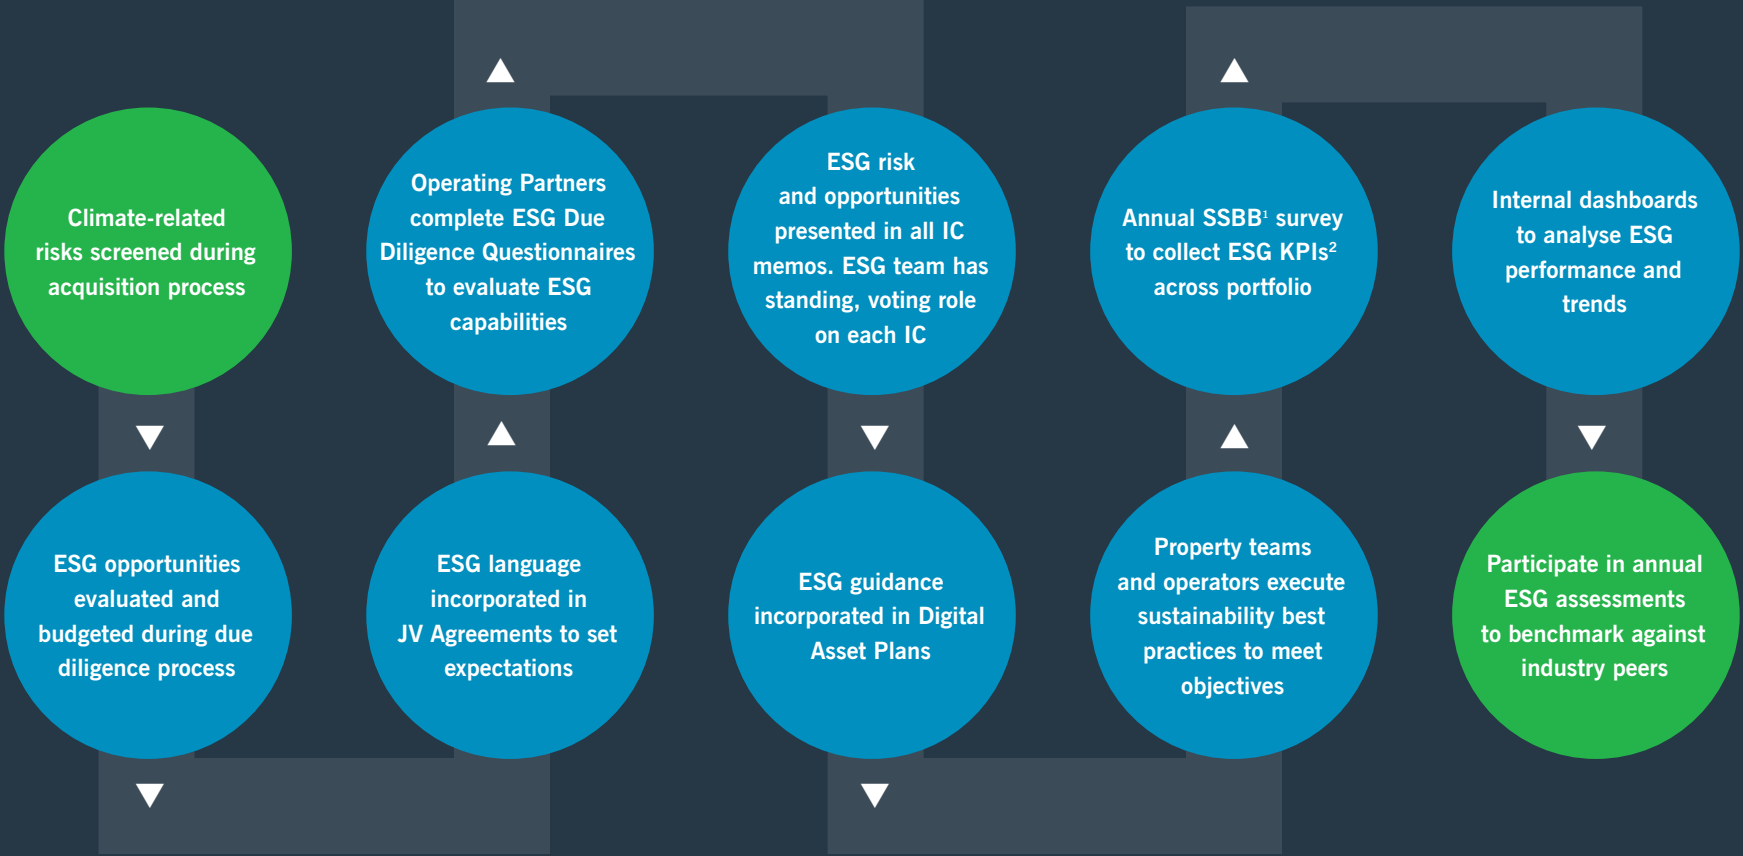 Climate-related
risks screened during
acquisition process
ESG opportunities
evaluated and
budgeted during due
diligence process
ESG language
incorporated in
JV Agreements to set
expectations
Operating Partners
complete ESG Due
Diligence Questionnaires
to evaluate ESG
capabilities
ESG risk
and opportunities
presented in all IC
memos. ESG team has
standing, voting role
on each IC
ESG guidance
incorporated in Digital
Asset Plans
Property teams
and operators execute
sustainability best
practices to meet
objectives
Annual SSBB¹ survey
to collect ESG KPIs²
across portfolio
Internal dashboards
to analyse ESG
performance and
trends
Participate in annual
ESG assessments
to benchmark against
industry peers